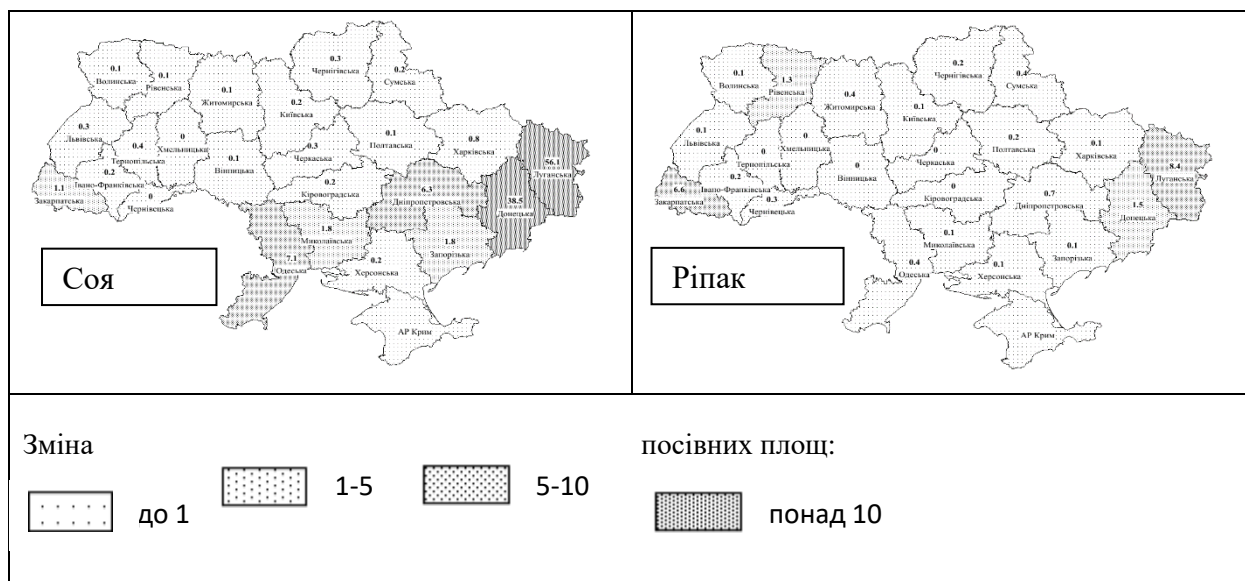 0.1
Волинська
0.1
Рівненська
0.1
Житомирська
0.2
Київська
0.3
Чернігівська
0.2
Сумська
0.3
Львівська
0.4
Тернопільська
0
Хмельницька
0.1
Вінницька
0.3
Черкаська
0.1
Полтавська
0.8
Харківська
56.1
Луганська
1.1
Закарпатська
0.2
Івано-Франківська
0
Чернівецька
0.2
Кіровоградська
6.3
Дніпропстровська
38.5
Донецька
7.1
Одеська
1.8
Миколаївська
0.2
Херсонська
1.8
Запорізька
АР Крим
Соя
0.1
Волинська
1.3
Рівенська
0.4
Житомирська
0.1
Київська
0.2
Чернігівська
0.4
Сумська
0.1
Львівська
0
Тернопільська
0
Хмельницька
0
Вінницька
0
Черкаська
0.2
Полтавська
0.1
Харківська
8.4
Луганська
6.6
Закарпатська
0.2
Івано-Франківська
0.3
Чернівецька
0
Кіровоградська
0.7
Дніпропстровська
1.5
Донецька
0.4
Одеська
0.1
Миколаївська
0.1
Херсонська
0.1
Запорізька
АР Крим
Ріпак
Зміна посівних площ:
до 1
1-5
5-10
понад 10